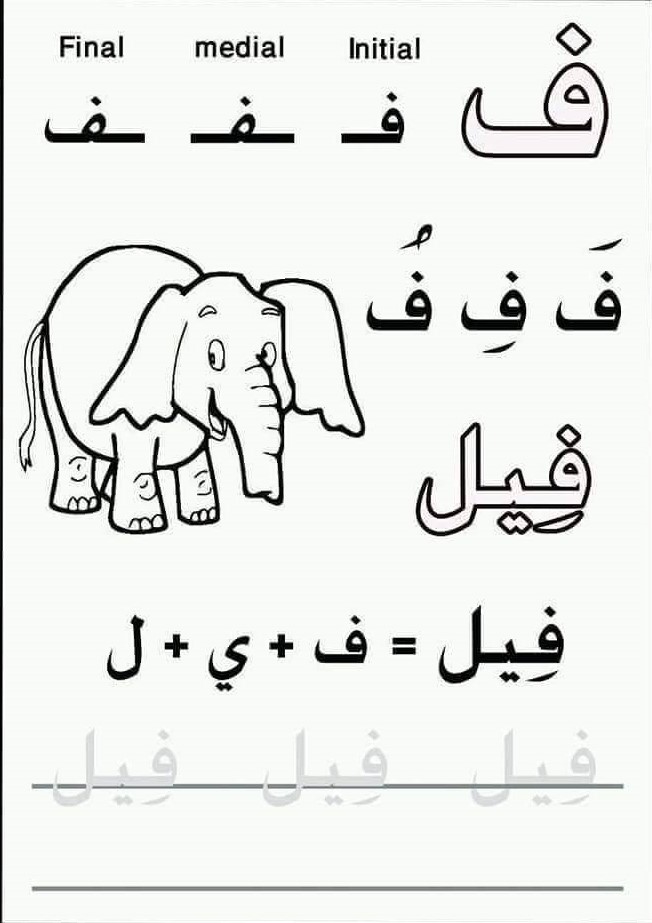 Final medial Initial
ف فـ ـفـ ـف
فَ فِ فُ
فِيل
فِيل = ف + ي + ل
فِيل فِيل فِيل